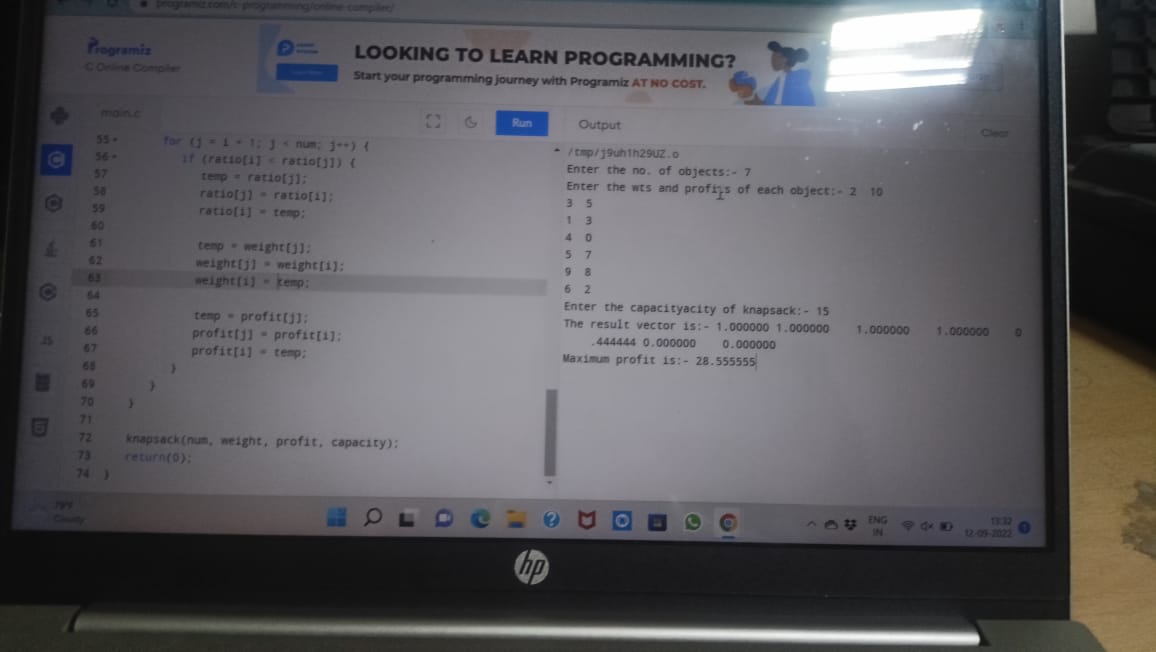 programiz.com/c-programming/online-compiler/
Programiz
C Online Compiler
LOOKING TO LEARN PROGRAMMING?
Start your programming journey with Programiz AT NO COST.
main.c
Run
Output
Clear
55 for (j = i + 1; j < num; j++) {
56 if (ratio[i] < ratio[j]) {
57 temp = ratio[j];
58 ratio[j] = ratio[i];
59 ratio[i] = temp;
60
61 temp = weight[j];
62 weight[j] = weight[i];
63 weight[i] = temp;
64
65 temp = profit[j];
66 profit[j] = profit[i];
67 profit[i] = temp;
68 }
69 }
70 }
71
72 knapsack(num, weight, profit, capacity);
73 return(0);
74 }
/tmp/j9uh1h29UZ.o
Enter the no. of objects:- 7
Enter the wts and profits of each object:- 2 10
3 5
1 3
4 0
5 7
9 8
6 2
Enter the capacityacity of knapsack:- 15
The result vector is:- 1.000000 1.000000 1.000000 1.000000 0
.444444 0.000000 0.000000
Maximum profit is:- 28.555555
JS
79°F
Cloudy
ENG
IN
13:32
12-09-2022
1
hp